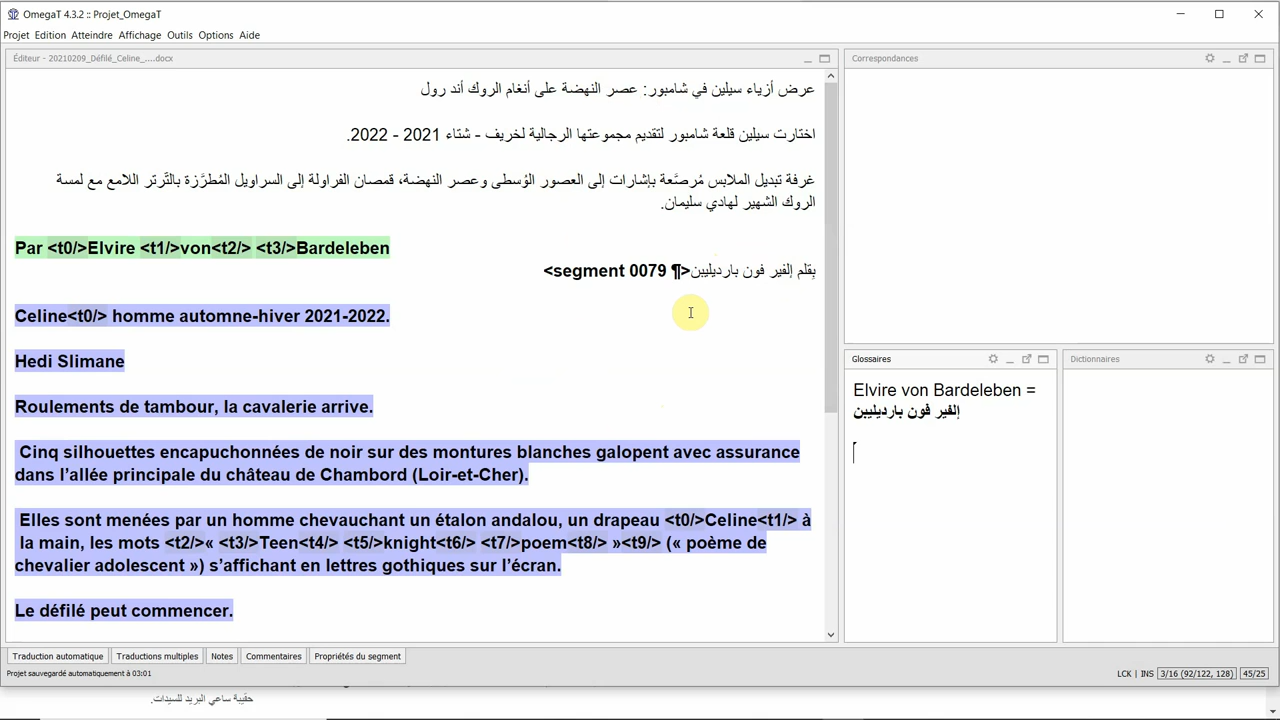 OmegaT 4.3.2 :: Projet_OmegaT
Projet Edition Atteindre Affichage Outils Options Aide
Éditeur - 20210209_Défilé_Celine_....docx
عرض أزياء سيلين في شامبور: عصر النهضة على أنغام الروك أند رول
اختارت سيلين قلعة شامبور لتقديم مجموعتها الرجالية لخريف - شتاء 2021 - 2022.
غرفة تبديل الملابس مُرصَّعة بإشارات إلى العصور الوُسطى وعصر النهضة، قمصان الفراولة إلى السراويل المُطرَّزة بالتّرتر اللامع مع لمسة
الروك الشهير لهادي سليمان.
Par <t0/>Elvire <t1/>von<t2/> <t3/>Bardeleben
بِقلم إلفير فون بارديليبن<segment 0079 ¶>
Celine<t0/> homme automne-hiver 2021-2022.
Hedi Slimane
Roulements de tambour, la cavalerie arrive.
Cinq silhouettes encapuchonnées de noir sur des montures blanches galopent avec assurance
dans l’allée principale du château de Chambord (Loir-et-Cher).
Elles sont menées par un homme chevauchant un étalon andalou, un drapeau <t0/>Celine<t1/> à
la main, les mots <t2/>« <t3/>Teen<t4/> <t5/>knight<t6/> <t7/>poem<t8/> »<t9/> (« poème de
chevalier adolescent ») s’affichant en lettres gothiques sur l’écran.
Le défilé peut commencer.
Correspondances
Glossaires
Elvire von Bardeleben =
إلفير فون بارديليبن
Dictionnaires
Traduction automatique Traductions multiples Notes Commentaires Propriétés du segment
Projet sauvegardé automatiquement à 03:01
LCK | INS 3/16 (92/122, 128) 45/25
حقيبة ساعي البريد للسيدات.